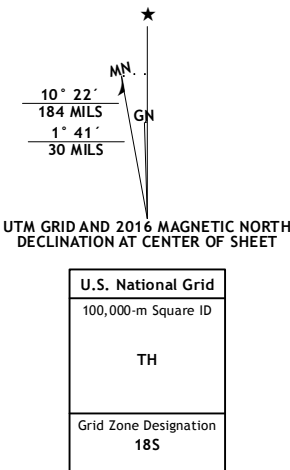 MN
10° 22´
184 MILS
GN
1° 41´
30 MILS
UTM GRID AND 2016 MAGNETIC NORTH
DECLINATION AT CENTER OF SHEET
U.S. National Grid
100,000-m Square ID
TH
Grid Zone Designation
18S